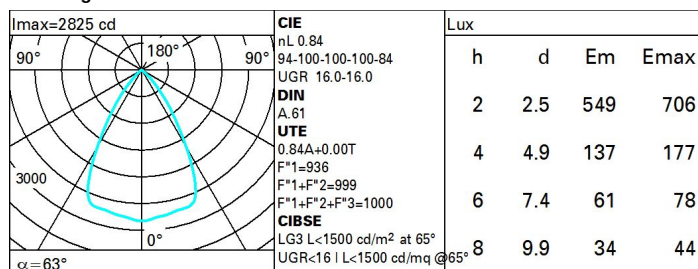 Imax=2825 cd
90°
180°
90°
3000
0°
α=63°
CIE
nL 0.84
94-100-100-100-84
UGR 16.0-16.0
DIN
A.61
UTE
0.84A+0.00T
F"1=936
F"1+F"2=999
F"1+F"2+F"3=1000
CIBSE
LG3 L<1500 cd/m² at 65°
UGR<16 | L<1500 cd/mq @65°
Lux
h d Em Emax
2 2.5 549 706
4 4.9 137 177
6 7.4 61 78
8 9.9 34 44